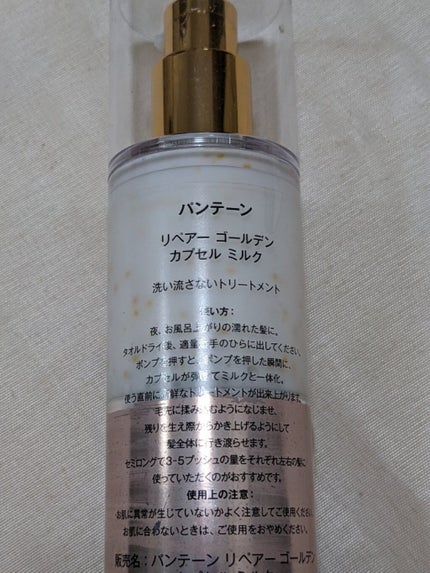 パンテーン
リペアー ゴールデン
カプセル ミルク
洗い流さないトリートメント
使い方：
夜、お風呂上がりの濡れた髪に。
タオルドライ後、適量を手のひらに出してください。
ポンプを押すと、ポンプを押した瞬間に、
カプセルが弾けてミルクと一体化。
使う直前に新鮮なトリートメントが出来上がります。
毛先に揉み込むようになじませ、
残りを生え際からかき上げるようにして
髪全体に行き渡らせます。
セミロングで3-5プッシュの量をそれぞれ左右の髪に
使っていただくのがおすすめです。
使用上の注意：
お肌に異常が生じていないかよく注意してご使用ください。
お肌に合わないときは、ご使用をおやめください。
販売名：パンテーン リペアー ゴールデン